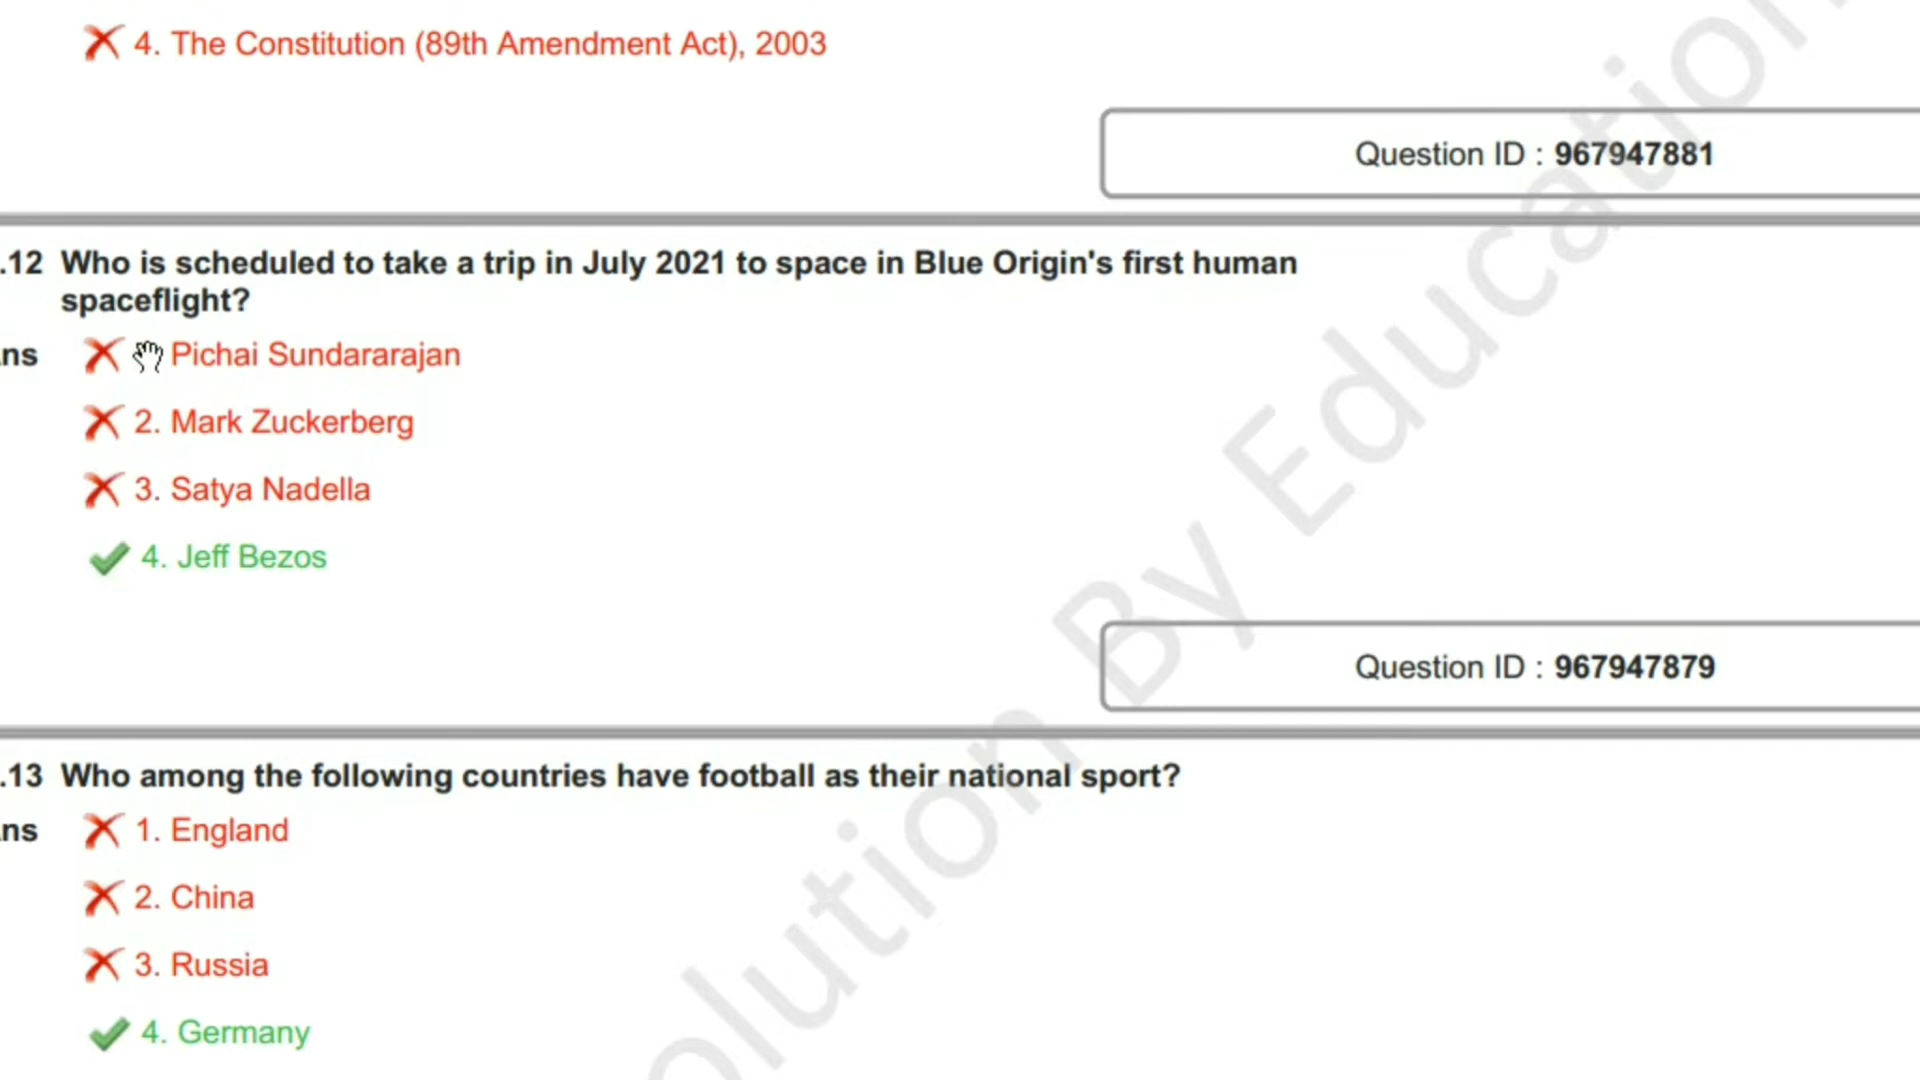 4. The Constitution (89th Amendment Act), 2003
Question ID : 967947881
.12 Who is scheduled to take a trip in July 2021 to space in Blue Origin's first human
spaceflight?
ns Pichai Sundararajan
2. Mark Zuckerberg
3. Satya Nadella
4. Jeff Bezos
Question ID : 967947879
.13 Who among the following countries have football as their national sport?
ns 1. England
2. China
3. Russia
4. Germany
olution By Education